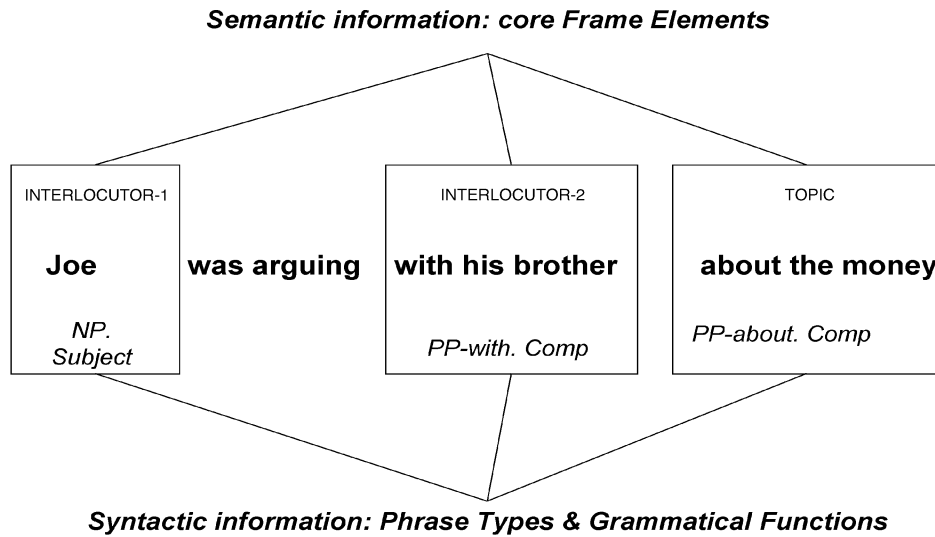 Semantic information: core Frame Elements
INTERLOCUTOR-1 INTERLOCUTOR-2 TOPIC
Joe was arguing with his brother about the money
NP.
Subject
PP-with. Comp PP-about. Comp
Syntactic information: Phrase Types & Grammatical Functions